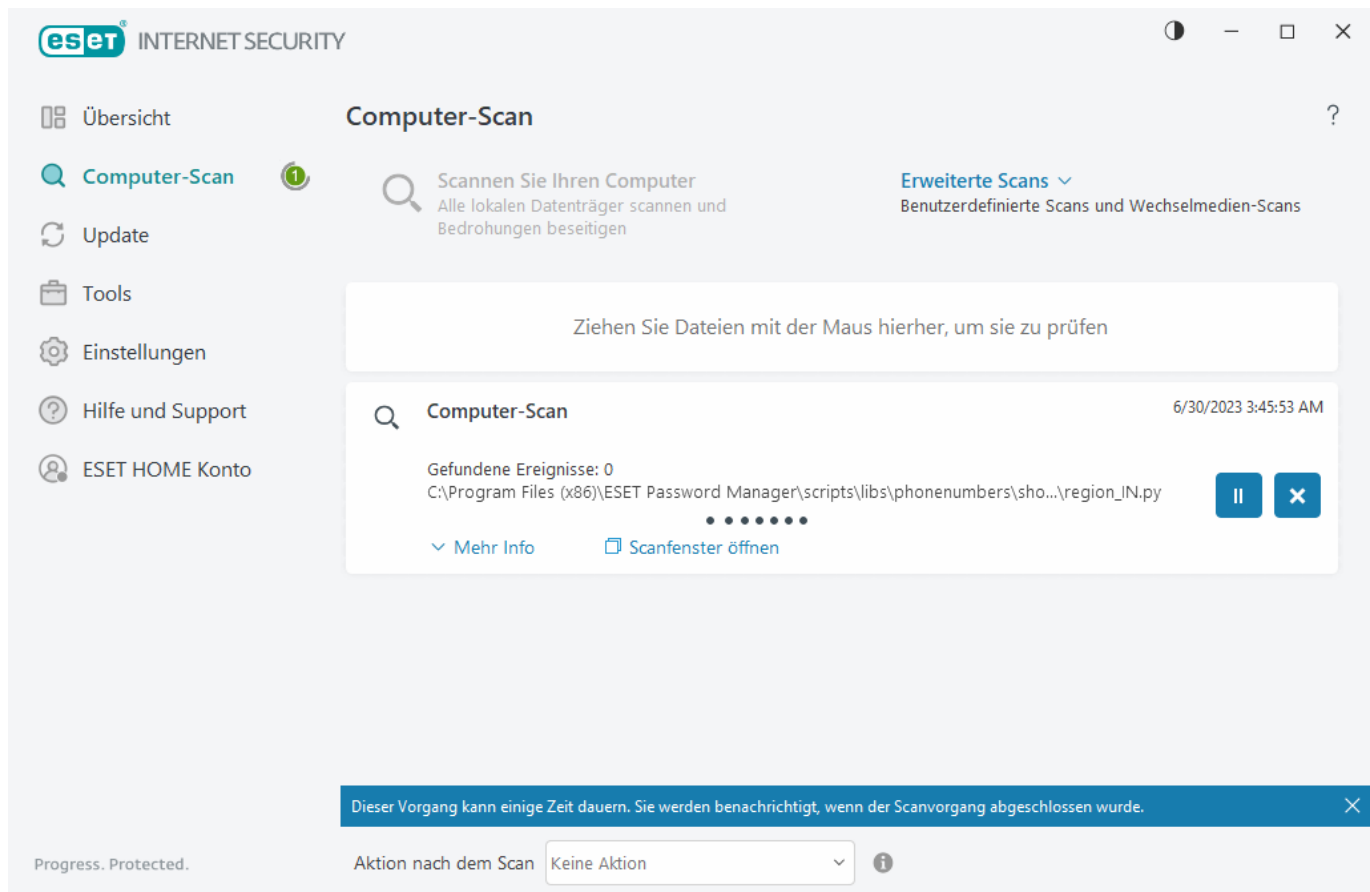 eset® INTERNET SECURITY
Übersicht
Computer-Scan 1
Update
Tools
Einstellungen
Hilfe und Support
ESET HOME Konto
Progress. Protected.
Computer-Scan ?
Scannen Sie Ihren Computer
Alle lokalen Datenträger scannen und
Bedrohungen beseitigen
Erweiterte Scans
Benutzerdefinierte Scans und Wechselmedien-Scans
Ziehen Sie Dateien mit der Maus hierher, um sie zu prüfen
Computer-Scan
6/30/2023 3:45:53 AM
Gefundene Ereignisse: 0
C:\Program Files (x86)\ESET Password Manager\scripts\libs\phonenumbers\sho...\region_IN.py
Mehr Info
Scanfenster öffnen
Dieser Vorgang kann einige Zeit dauern. Sie werden benachrichtigt, wenn der Scanvorgang abgeschlossen wurde.
Aktion nach dem Scan Keine Aktion